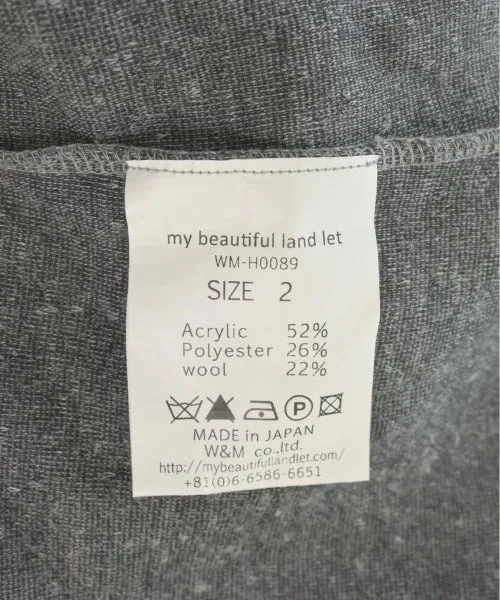 my beautiful land let
WM-H0089
SIZE 2
Acrylic 52%
Polyester 26%
wool 22%
P
MADE in JAPAN
W&M co.,ltd.
http://mybeautifullandlet.com/
+81(0)6-6586-6651